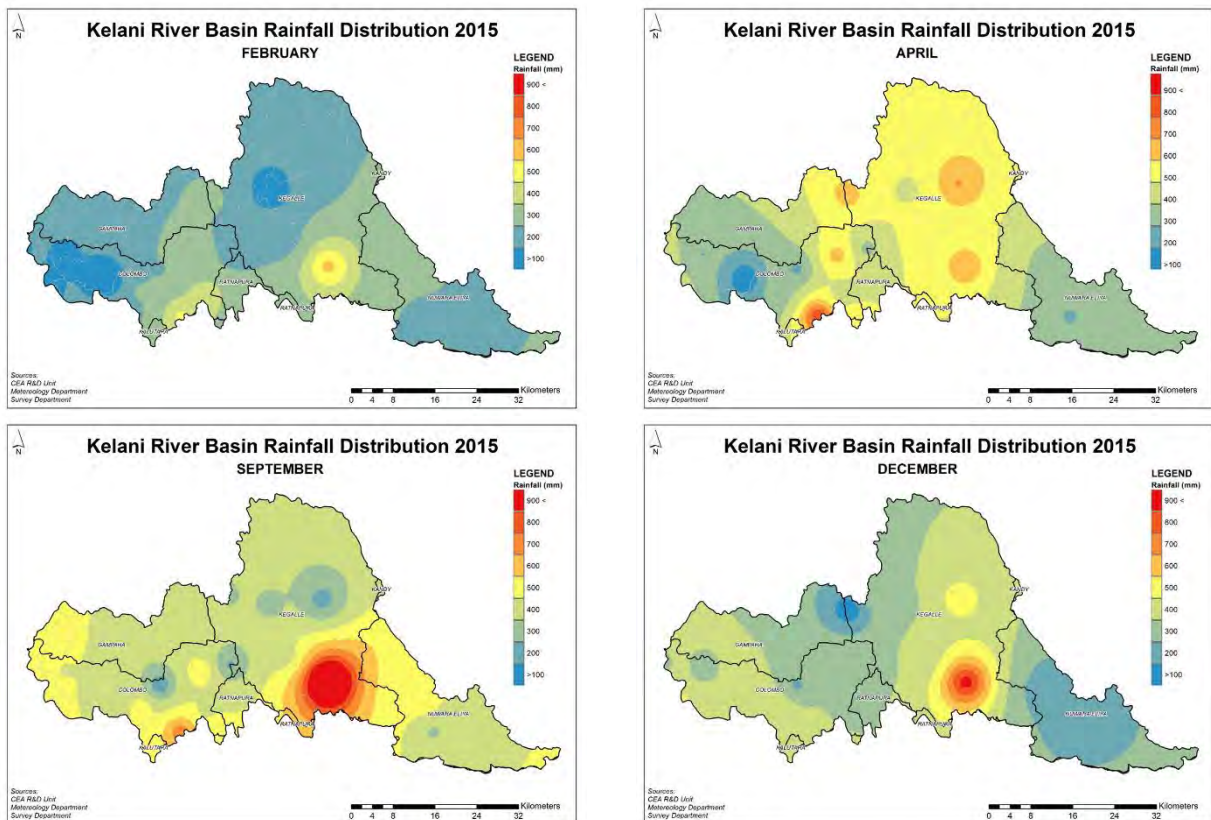 N
Kelani River Basin Rainfall Distribution 2015
FEBRUARY
LEGEND
Rainfall (mm)
900 <
800
700
600
500
400
300
200
>100
KANDY
KEGALLE
GAMPAHA
COLOMBO
RATNAPURA
NUWARA ELIYA
RATNAPURA
KALUTARA
Sources:
CEA R&D Unit
Metereology Department
Survey Department
Kilometers
0 4 8 16 24 32
N
Kelani River Basin Rainfall Distribution 2015
APRIL
LEGEND
Rainfall (mm)
900 <
800
700
600
500
400
300
200
>100
KANDY
KEGALLE
GAMPAHA
COLOMBO
RATNAPURA
NUWARA ELIYA
RATNAPURA
KALUTARA
Sources:
CEA R&D Unit
Metereology Department
Survey Department
Kilometers
0 4 8 16 24 32
N
Kelani River Basin Rainfall Distribution 2015
SEPTEMBER
LEGEND
Rainfall (mm)
900 <
800
700
600
500
400
300
200
>100
KANDY
KEGALLE
GAMPAHA
COLOMBO
RATNAPURA
NUWARA ELIYA
RATNAPURA
KALUTARA
Sources:
CEA R&D Unit
Metereology Department
Survey Department
Kilometers
0 4 8 16 24 32
N
Kelani River Basin Rainfall Distribution 2015
DECEMBER
LEGEND
Rainfall (mm)
900 <
800
700
600
500
400
300
200
>100
KANDY
KEGALLE
GAMPAHA
COLOMBO
RATNAPURA
NUWARA ELIYA
RATNAPURA
KALUTARA
Sources:
CEA R&D Unit
Metereology Department
Survey Department
Kilometers
0 4 8 16 24 32